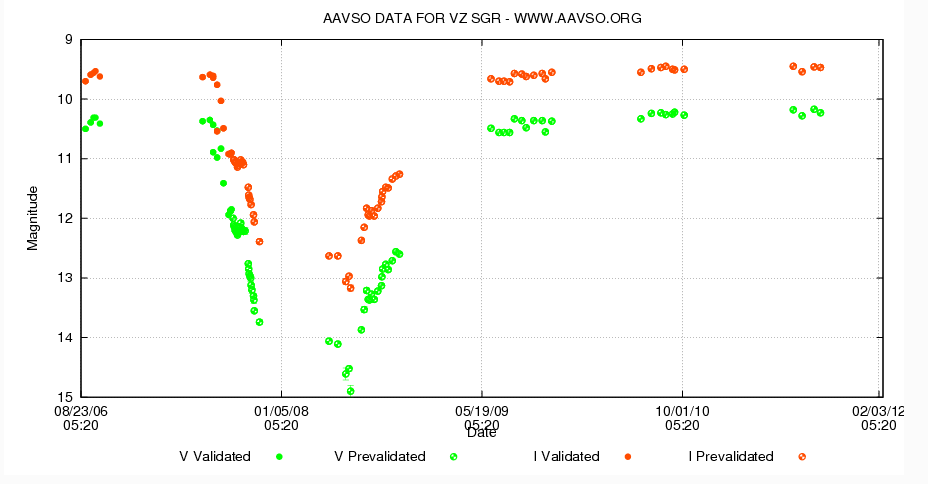 AAVSO DATA FOR VZ SGR - WWW.AAVSO.ORG
9
10
11
12
13
14
15
Magnitude
08/23/06 01/05/08 05/19/09 10/01/10 02/03/12
05:20 05:20 05:20 05:20 05:20
Date
V Validated V Prevalidated I Validated I Prevalidated